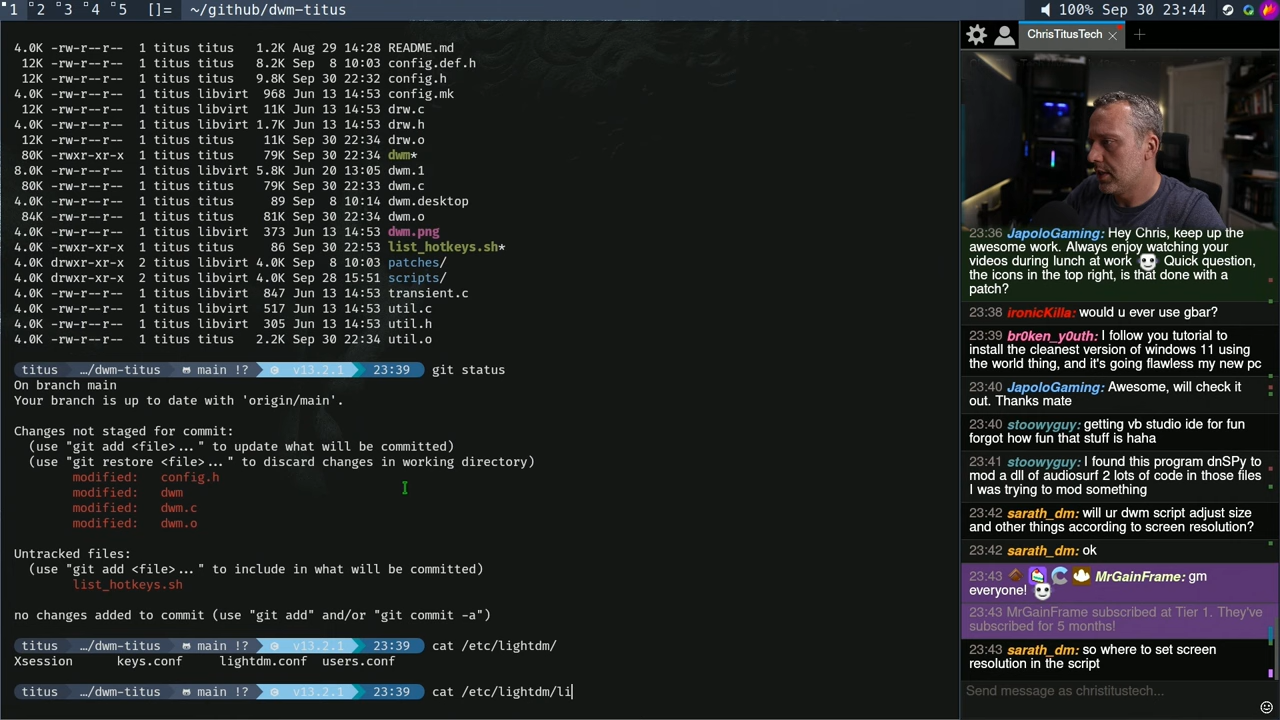 1 2 3 4 5 []= ~/github/dwm-titus 100% Sep 30 23:44
4.0K -rw-r--r-- 1 titus titus 1.2K Aug 29 14:28 README.md
12K -rw-r--r-- 1 titus titus 8.2K Sep 8 10:03 config.def.h
12K -rw-r--r-- 1 titus titus 9.8K Sep 30 22:32 config.h
4.0K -rw-r--r-- 1 titus libvirt 968 Jun 13 14:53 config.mk
12K -rw-r--r-- 1 titus libvirt 11K Jun 13 14:53 drw.c
4.0K -rw-r--r-- 1 titus libvirt 1.7K Jun 13 14:53 drw.h
12K -rw-r--r-- 1 titus titus 11K Sep 30 22:34 drw.o
80K -rwxr-xr-x 1 titus titus 79K Sep 30 22:34 dwm*
8.0K -rw-r--r-- 1 titus libvirt 5.8K Jun 20 13:05 dwm.1
80K -rw-r--r-- 1 titus titus 79K Sep 30 22:33 dwm.c
4.0K -rw-r--r-- 1 titus titus 89 Sep 8 10:14 dwm.desktop
84K -rw-r--r-- 1 titus titus 81K Sep 30 22:34 dwm.o
4.0K -rw-r--r-- 1 titus libvirt 373 Jun 13 14:53 dwm.png
4.0K -rwxr-xr-x 1 titus titus 86 Sep 30 22:53 list_hotkeys.sh*
4.0K drwxr-xr-x 2 titus libvirt 4.0K Sep 8 10:03 patches/
4.0K drwxr-xr-x 2 titus libvirt 4.0K Sep 28 15:51 scripts/
4.0K -rw-r--r-- 1 titus libvirt 847 Jun 13 14:53 transient.c
4.0K -rw-r--r-- 1 titus libvirt 517 Jun 13 14:53 util.c
4.0K -rw-r--r-- 1 titus libvirt 305 Jun 13 14:53 util.h
4.0K -rw-r--r-- 1 titus titus 2.2K Sep 30 22:34 util.o
titus …/dwm-titus main !? v13.2.1 23:39 git status
On branch main
Your branch is up to date with 'origin/main'.
Changes not staged for commit:
(use "git add <file>..." to update what will be committed)
(use "git restore <file>..." to discard changes in working directory)
modified: config.h
modified: dwm
modified: dwm.c
modified: dwm.o
Untracked files:
(use "git add <file>..." to include in what will be committed)
list_hotkeys.sh
no changes added to commit (use "git add" and/or "git commit -a")
titus …/dwm-titus main !? v13.2.1 23:39 cat /etc/lightdm/
Xsession keys.conf lightdm.conf users.conf
titus …/dwm-titus main !? v13.2.1 23:39 cat /etc/lightdm/li
ChrisTitusTech
23:36 JapoloGaming: Hey Chris, keep up the
awesome work. Always enjoy watching your
videos during lunch at work Quick question,
the icons in the top right, is that done with a
patch?
23:38 ironicKilla: would u ever use gbar?
23:39 br0ken_y0uth: I follow you tutorial to
install the cleanest version of windows 11 using
the world thing, and it's going flawless my new pc
23:40 JapoloGaming: Awesome, will check it
out. Thanks mate
23:40 stoowyguy: getting vb studio ide for fun
forgot how fun that stuff is haha
23:41 stoowyguy: I found this program dnSPy to
mod a dll of audiosurf 2 lots of code in those files
I was trying to mod something
23:42 sarath_dm: will ur dwm script adjust size
and other things according to screen resolution?
23:42 sarath_dm: ok
23:43 MrGainFrame: gm
everyone!
23:43 MrGainFrame subscribed at Tier 1. They've
subscribed for 5 months!
23:43 sarath_dm: so where to set screen
resolution in the script
Send message as christitustech...